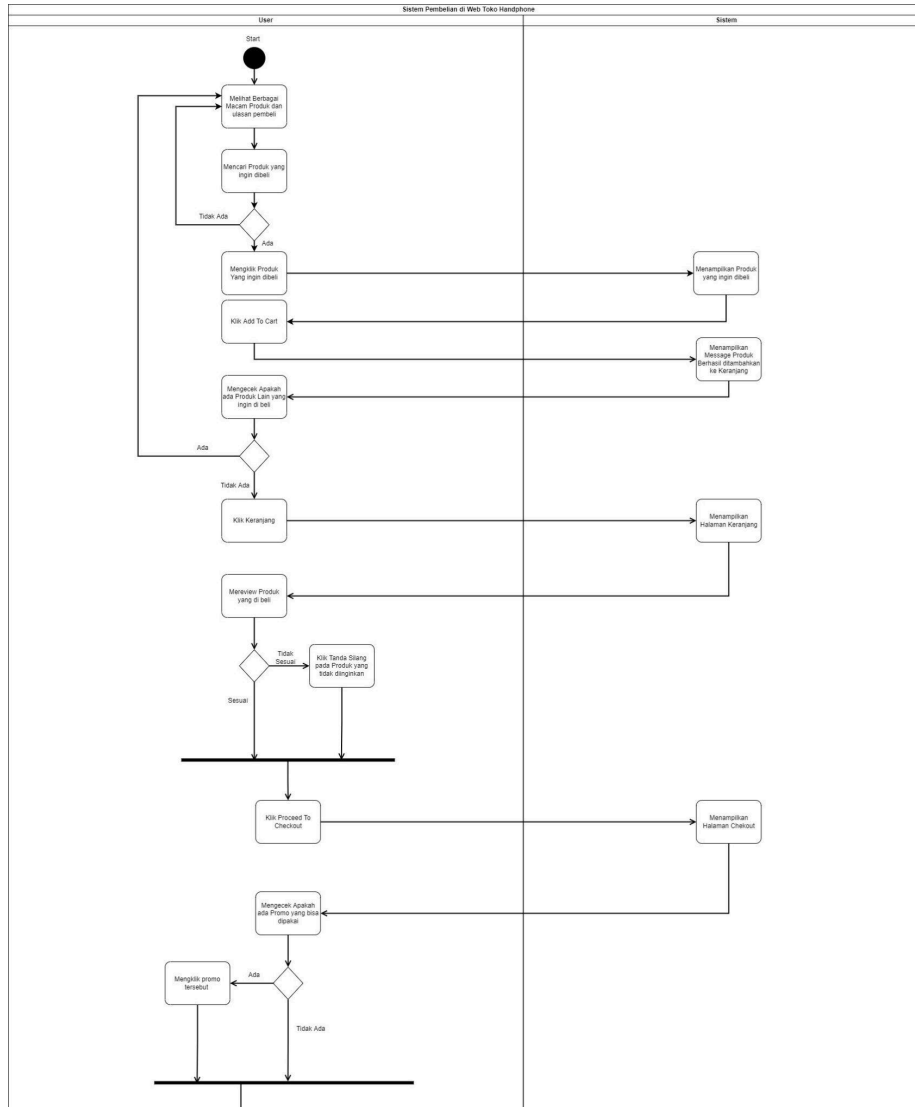 Sistem Pembelian di Web Toko Handphone
User
Sistem
Start
Melihat Berbagai
Macam Produk dan
ulasan pembeli
Mencari Produk yang
ingin dibeli
Tidak Ada
Ada
Mengklik Produk
Yang ingin dibeli
Menampilkan Produk
yang ingin dibeli
Klik Add To Cart
Menampilkan
Message Produk
Berhasil ditambahkan
ke Keranjang
Mengecek Apakah
ada Produk Lain yang
ingin di beli
Ada
Tidak Ada
Klik Keranjang
Menampilkan
Halaman Keranjang
Mereview Produk
yang di beli
Tidak
Sesuai
Klik Tanda Silang
pada Produk yang
tidak diinginkan
Sesuai
Klik Proceed To
Checkout
Menampilkan
Halaman Chekout
Mengecek Apakah
ada Promo yang bisa
dipakai
Ada
Mengklik promo
tersebut
Tidak Ada